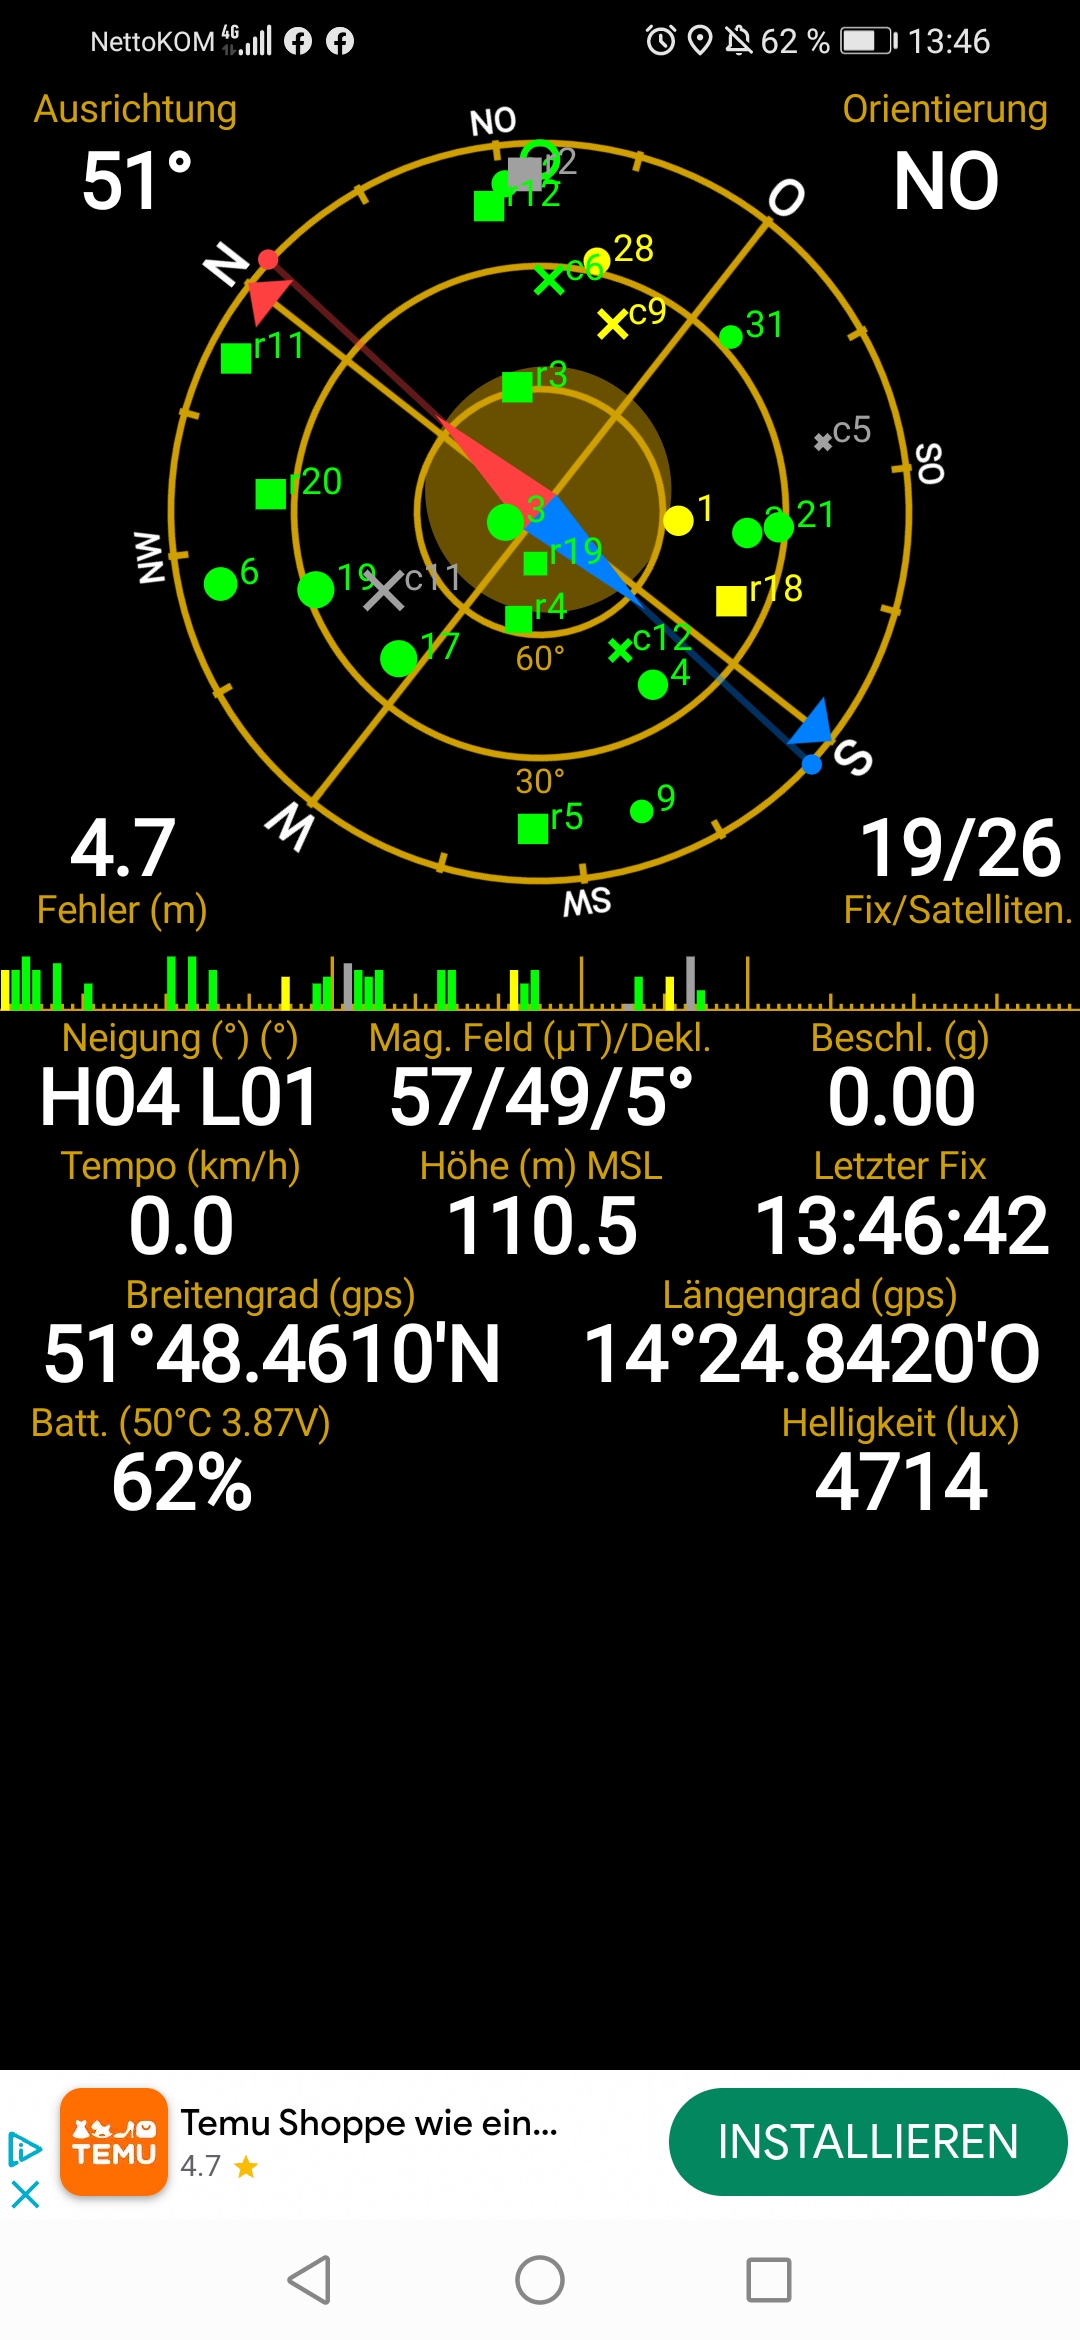 NettoKOM 4G 62 % 13:46
Ausrichtung
Orientierung
51°
NO
NO
N
O
SO
S
SW
W
NW
r2
2
r12
28
c6
c9
31
r11
r3
c5
r20
3
1
21
r19
6
19
c11
r18
r4
c12
17
60°
4
30°
9
r5
4.7
19/26
Fehler (m)
Fix/Satelliten.
Neigung (°) (°) Mag. Feld (µT)/Dekl. Beschl. (g)
H04 L01 57/49/5° 0.00
Tempo (km/h) Höhe (m) MSL Letzter Fix
0.0 110.5 13:46:42
Breitengrad (gps) Längengrad (gps)
51°48.4610'N 14°24.8420'O
Batt. (50°C 3.87V) Helligkeit (lux)
62% 4714
TEMU
Temu Shoppe wie ein...
4.7
INSTALLIEREN